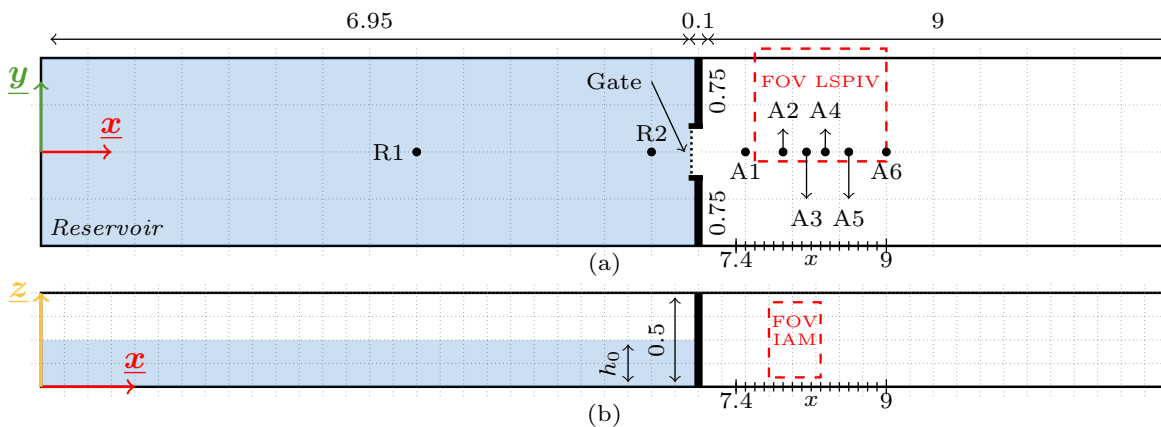 6.95 0.1 9
y
Gate
0.75
FOV LSPIV
A2 A4
x
R1
R2
A1
A6
A3 A5
0.75
Reservoir
7.4 x 9
(a)
z
FOV
IAM
0.5
h0
x
7.4 x 9
(b)